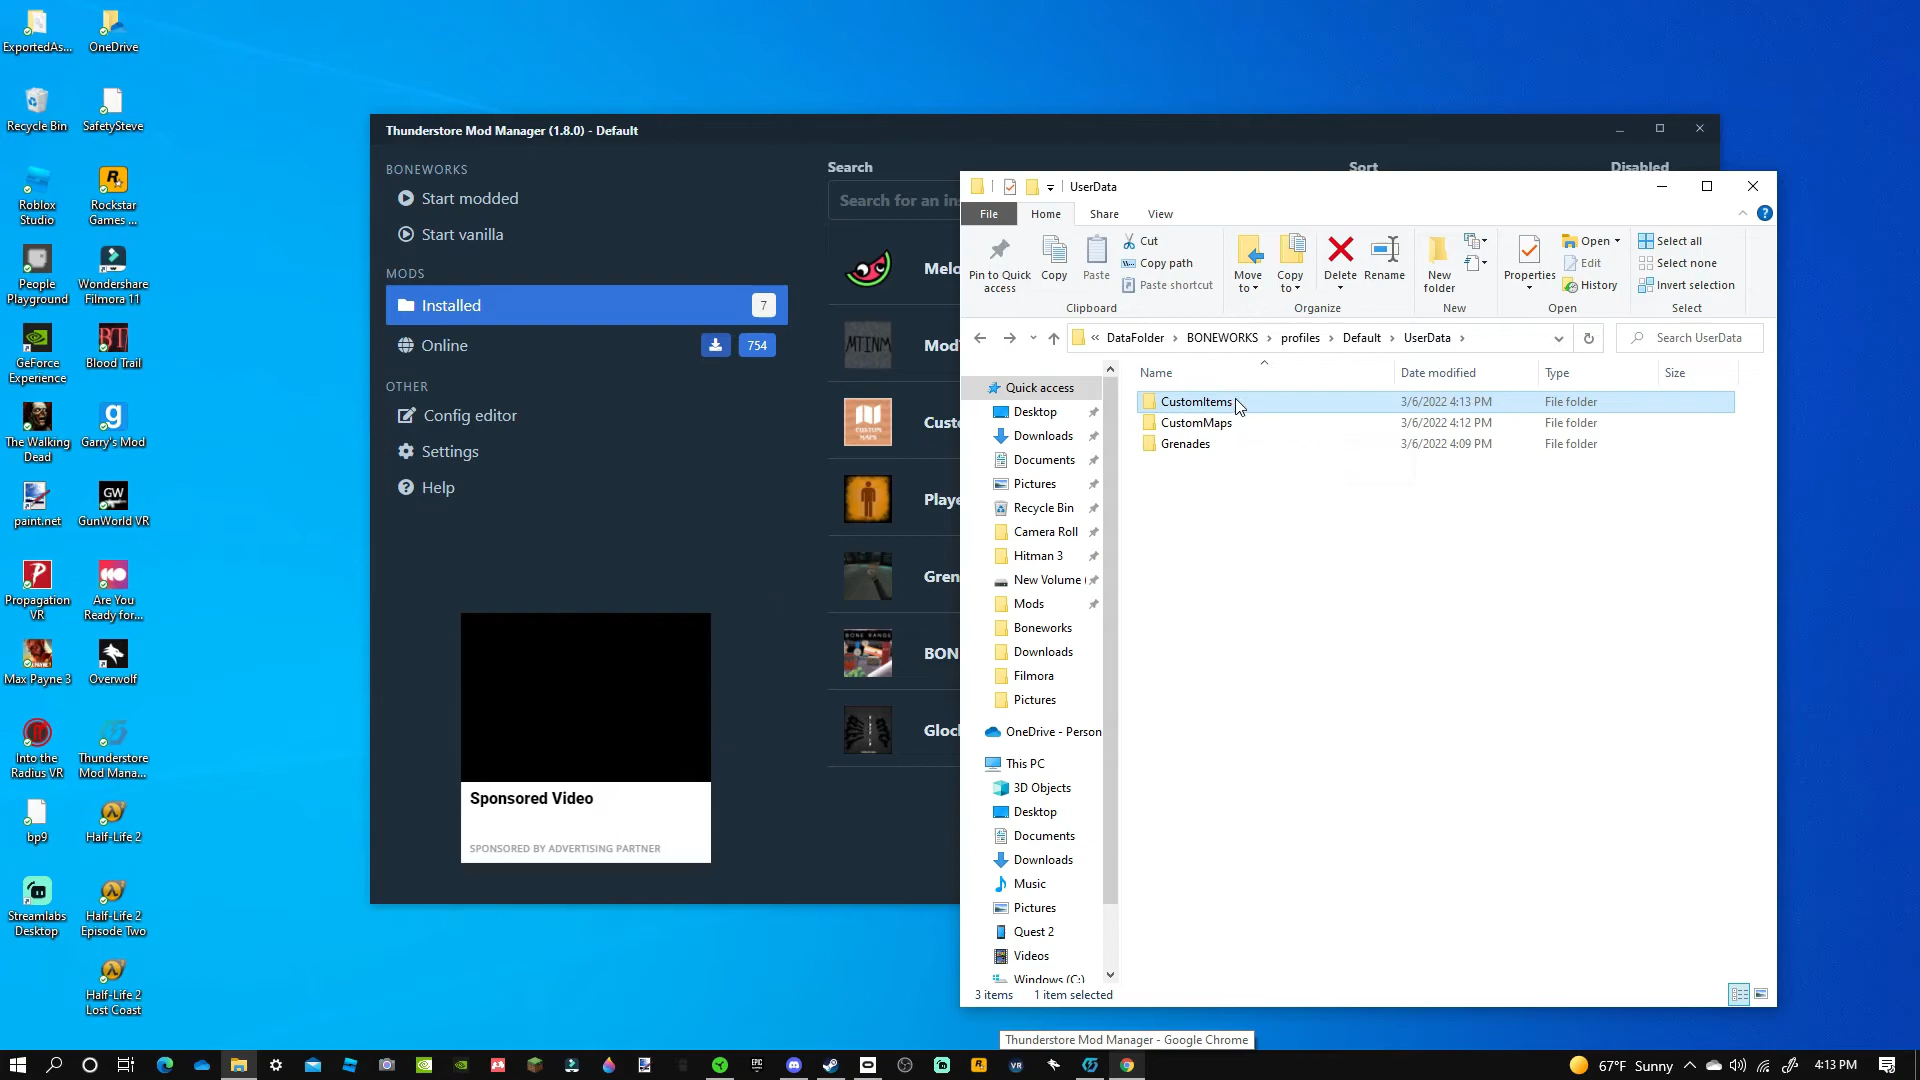 ExportedAs...
OneDrive
Recycle Bin
SafetySteve
Roblox
Studio
Rockstar
Games ...
People
Playground
Wondershare
Filmora 11
GeForce
Experience
Blood Trail
The Walking
Dead
Garry's Mod
paint.net
GunWorld VR
Propagation
VR
Are You
Ready for...
Max Payne 3
Overwolf
Into the
Radius VR
Thunderstore
Mod Mana...
bp9
Half-Life 2
Streamlabs
Desktop
Half-Life 2
Episode Two
Half-Life 2
Lost Coast
Thunderstore Mod Manager (1.8.0) - Default
BONEWORKS
Start modded
Start vanilla
MODS
Installed 7
Online 754
OTHER
Config editor
Settings
Help
Sponsored Video
SPONSORED BY ADVERTISING PARTNER
Search
Sort
Disabled
Search for an in
Melo
MTINM
Mod
CUSTOM
MAPS
Custo
Playe
Gren
BON
Gloc
UserData
File
Home
Share
View
Pin to Quick
access
Copy
Paste
Cut
Copy path
Paste shortcut
Clipboard
Move
to
Copy
to
Delete
Rename
Organize
New
folder
New
Properties
Open
Edit
History
Open
Select all
Select none
Invert selection
Select
« DataFolder > BONEWORKS > profiles > Default > UserData >
Search UserData
Quick access
Desktop
Downloads
Documents
Pictures
Recycle Bin
Camera Roll
Hitman 3
New Volume (
Mods
Boneworks
Downloads
Filmora
Pictures
OneDrive - Person
This PC
3D Objects
Desktop
Documents
Downloads
Music
Pictures
Quest 2
Videos
Windows (C:)
Name Date modified Type Size
CustomItems 3/6/2022 4:13 PM File folder
CustomMaps 3/6/2022 4:12 PM File folder
Grenades 3/6/2022 4:09 PM File folder
3 items 1 item selected
Thunderstore Mod Manager - Google Chrome
67°F Sunny
4:13 PM